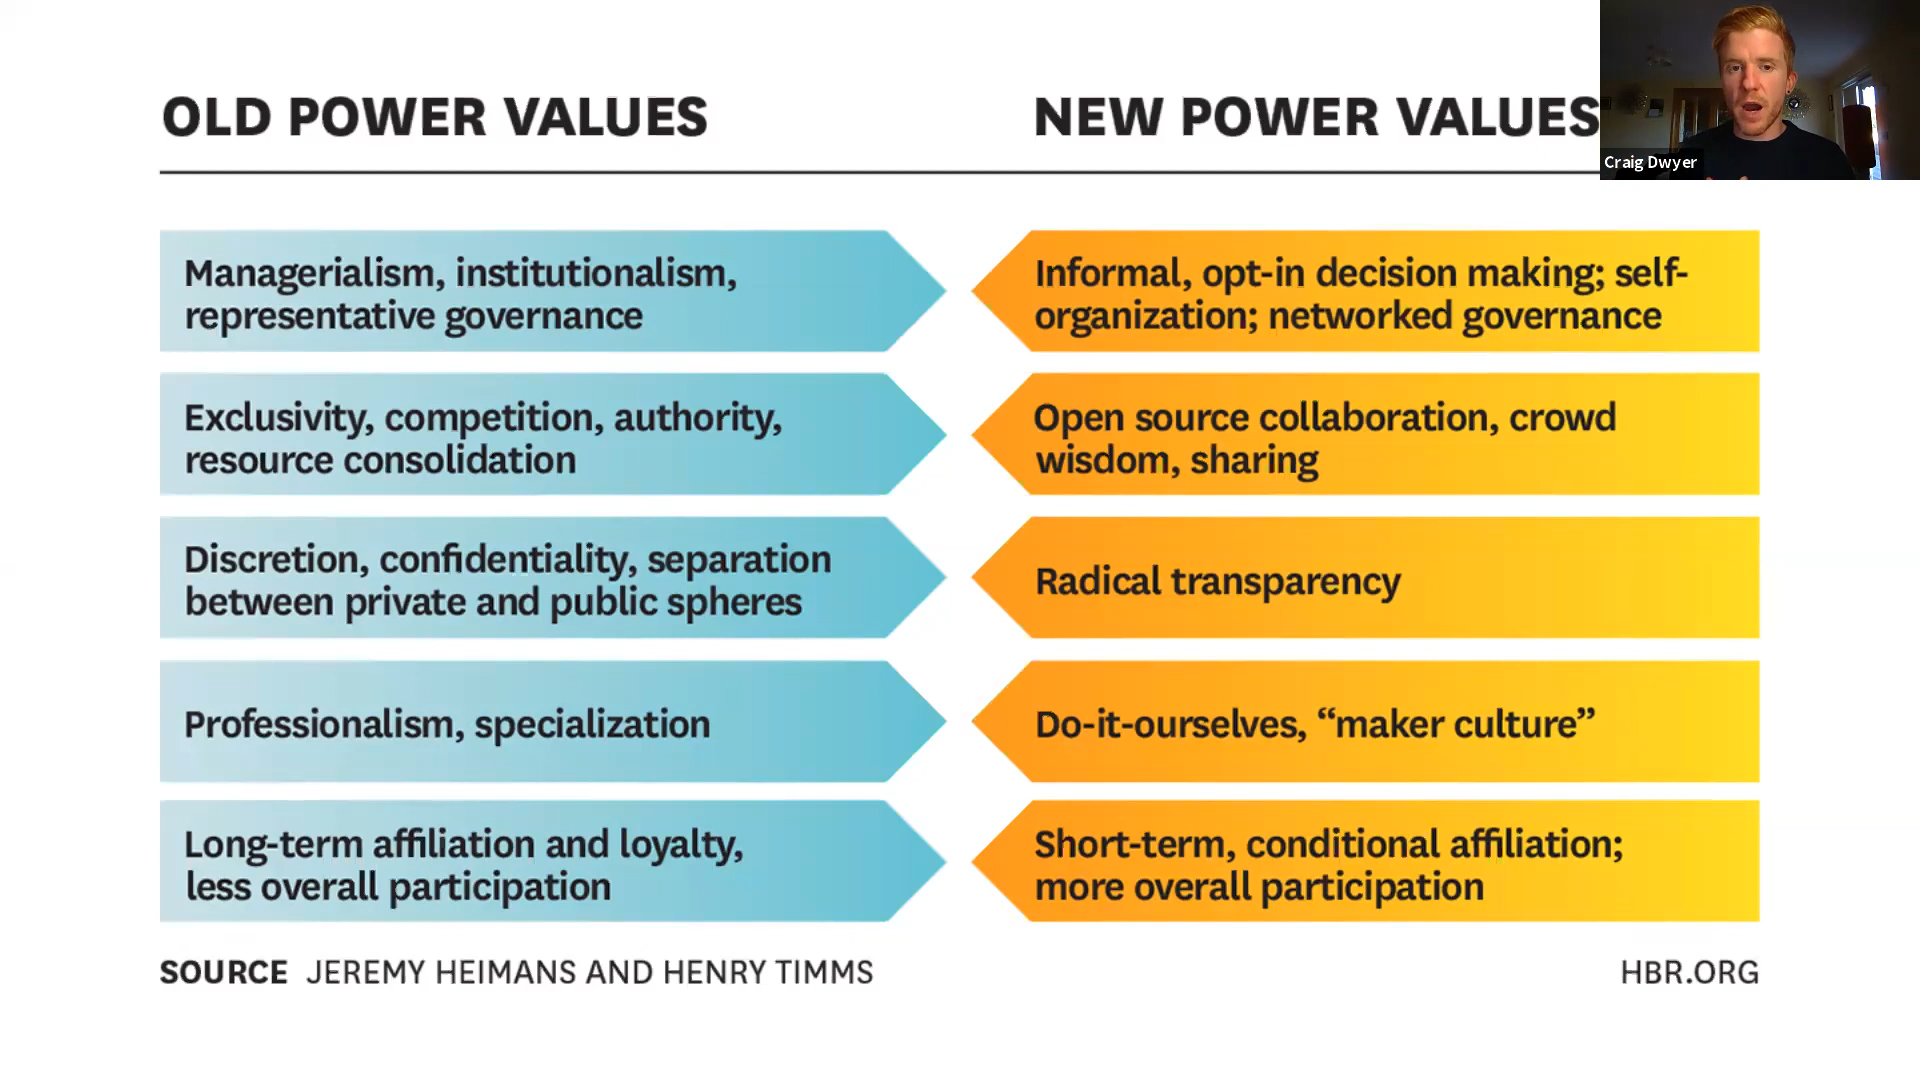 OLD POWER VALUES
NEW POWER VALUES
Craig Dwyer
Managerialism, institutionalism,
representative governance
Informal, opt-in decision making; self-
organization; networked governance
Exclusivity, competition, authority,
resource consolidation
Open source collaboration, crowd
wisdom, sharing
Discretion, confidentiality, separation
between private and public spheres
Radical transparency
Professionalism, specialization
Do-it-ourselves, “maker culture”
Long-term affiliation and loyalty,
less overall participation
Short-term, conditional affiliation;
more overall participation
SOURCE JEREMY HEIMANS AND HENRY TIMMS
HBR.ORG